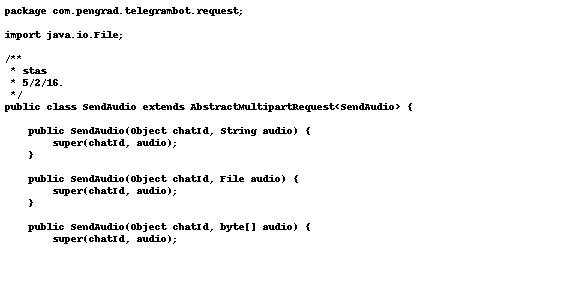 package com.pengrad.telegrambot.request;

import java.io.File;

/**
 * stas
 * 5/2/16.
 */
public class SendAudio extends AbstractMultipartRequest<SendAudio> {

    public SendAudio(Object chatId, String audio) {
        super(chatId, audio);
    }

    public SendAudio(Object chatId, File audio) {
        super(chatId, audio);
    }

    public SendAudio(Object chatId, byte[] audio) {
        super(chatId, audio);